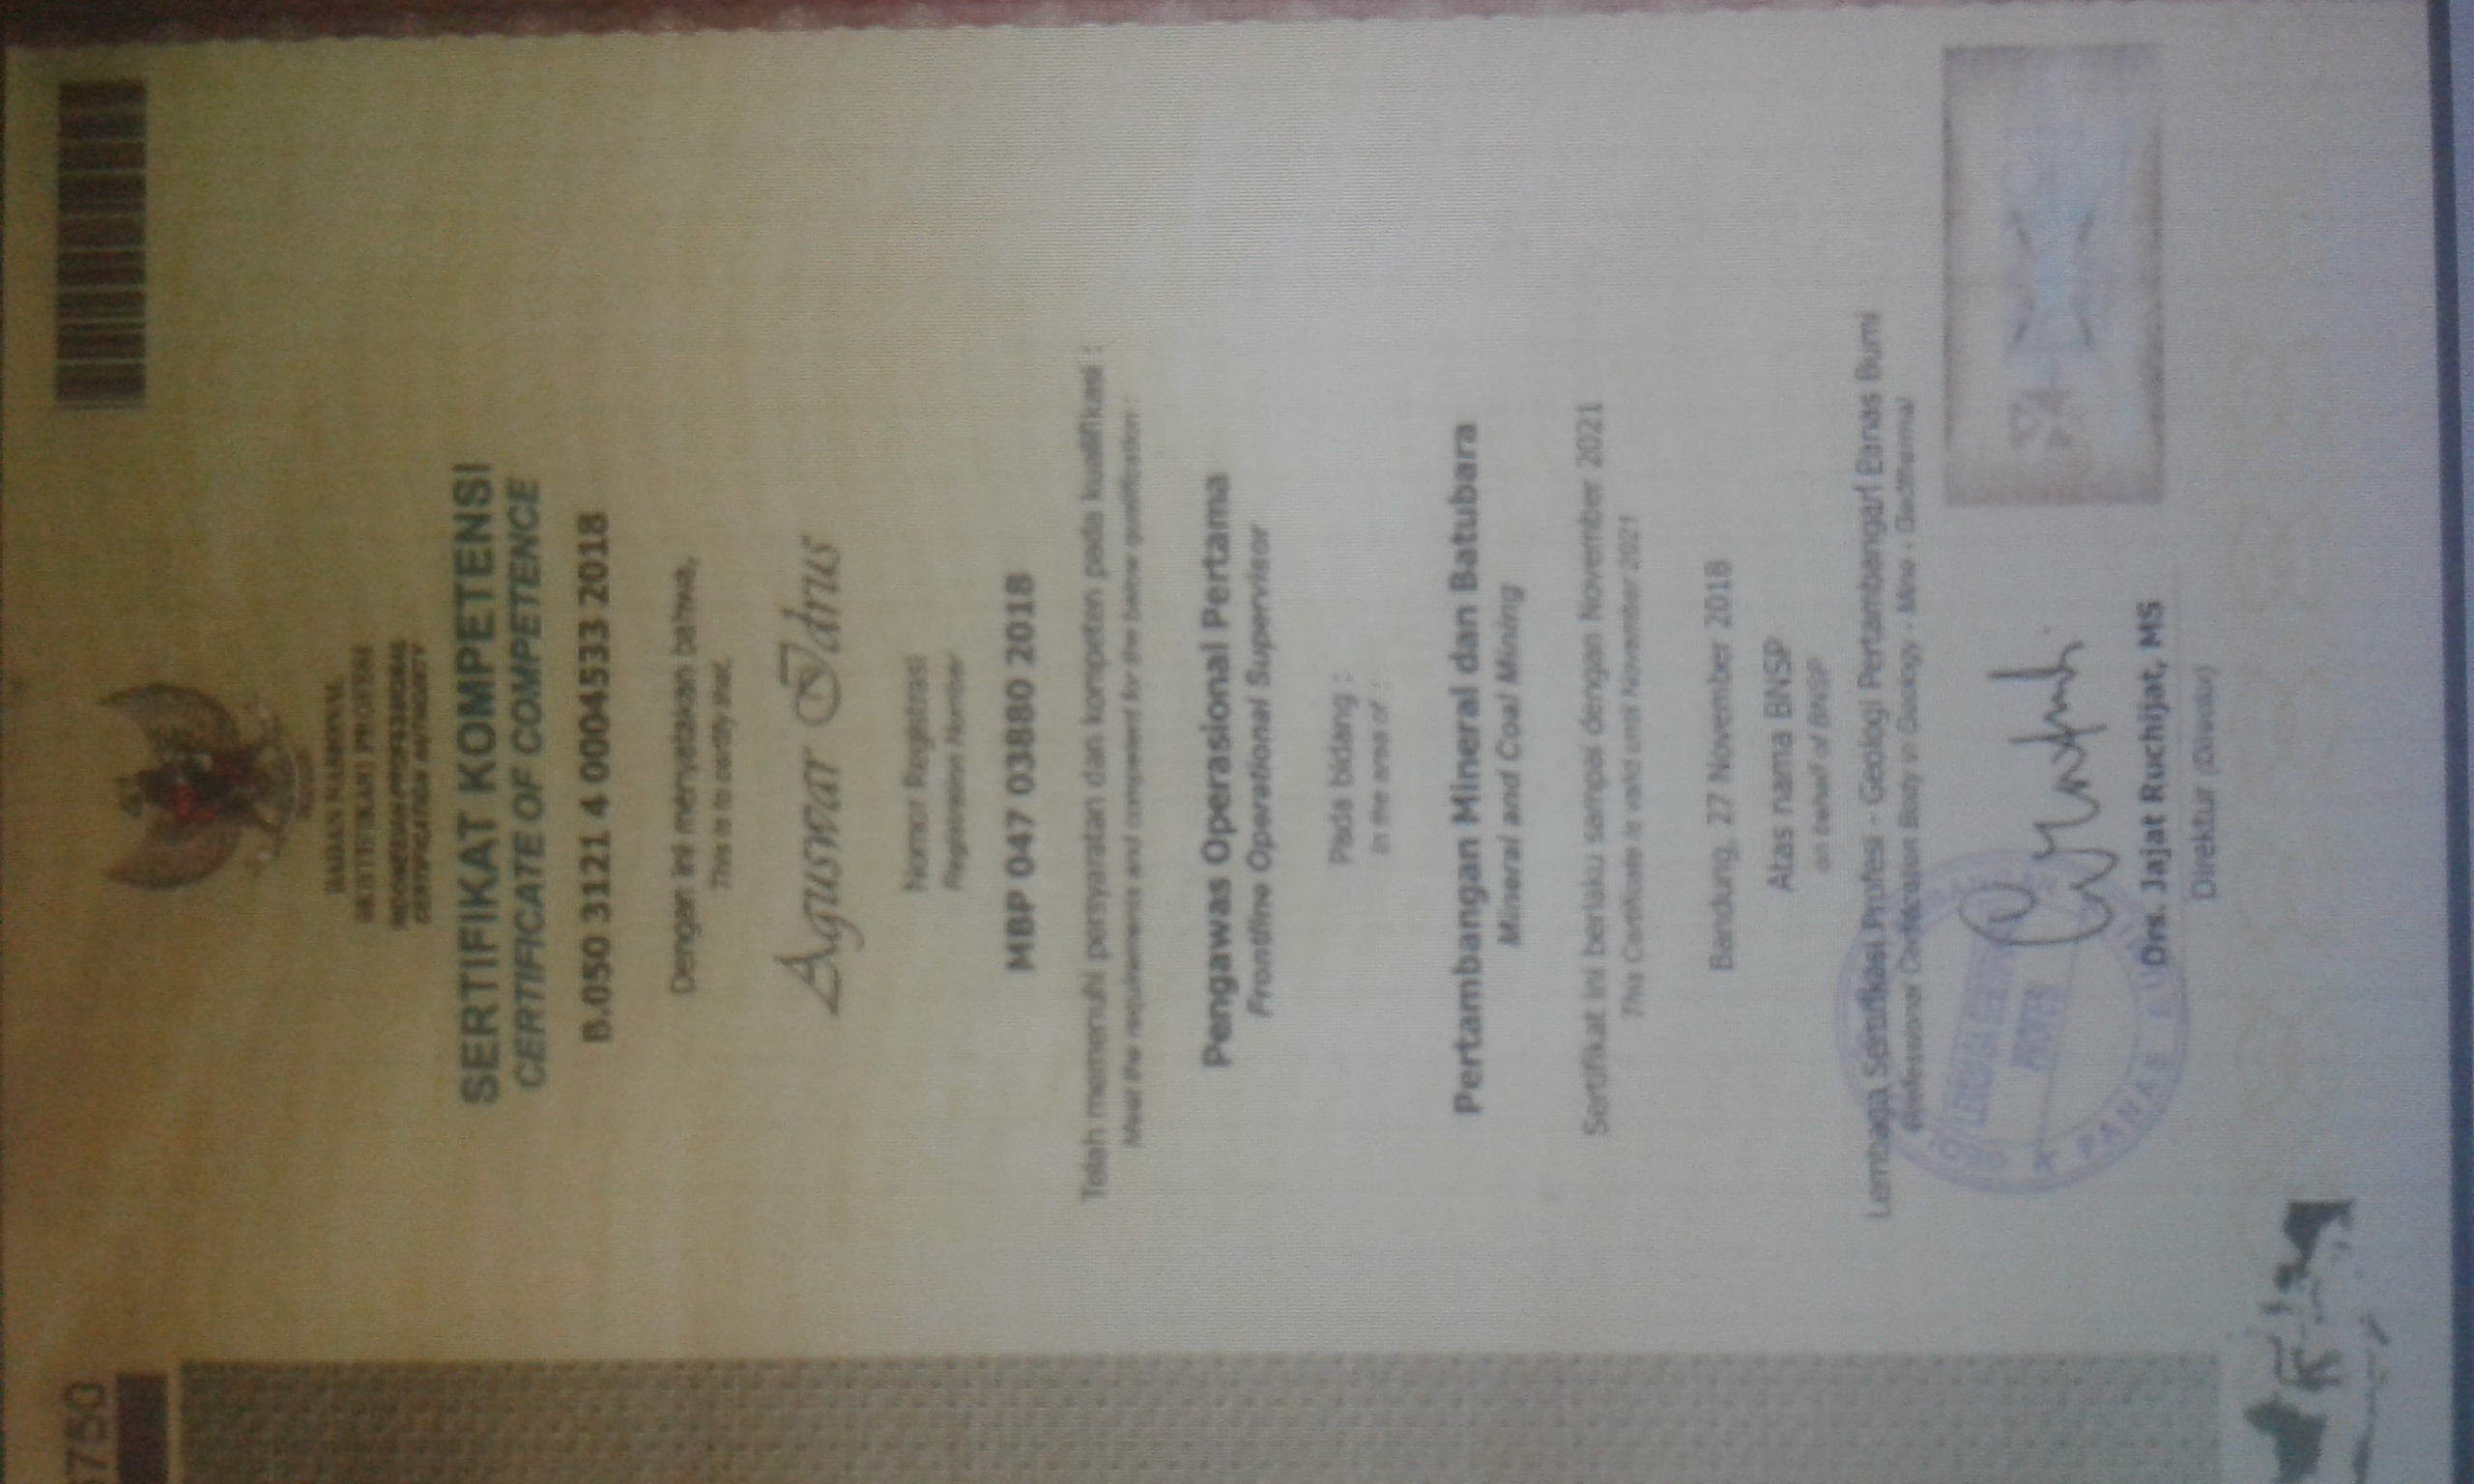 750
BADAN NASIONAL
SERTIFIKASI PROFESI
INDONESIAN PROFESSIONAL
CERTIFICATION AUTHORITY
SERTIFIKAT KOMPETENSI
CERTIFICATE OF COMPETENCE
B.050 3121 4 0004533 2018
Dengan ini menyatakan bahwa,
This is to certify that,
Aguswar Idrus
Nomor Registrasi
Registration Number
MBP 047 03880 2018
Telah memenuhi persyaratan dan kompeten pada kualifikasi :
Meet the requirements and competent for the below qualification :
Pengawas Operasional Pertama
Frontline Operational Supervisor
Pada bidang :
In the area of :
Pertambangan Mineral dan Batubara
Mineral and Coal Mining
Sertifikat ini berlaku sampai dengan November 2021
This Certificate is valid until November 2021
Bandung, 27 November 2018
Atas nama BNSP
on behalf of BNSP
Lembaga Sertifikasi Profesi - Geologi Pertambangan Panas Bumi
Professional Certification Body in Geology - Mine - Geothermal
LEMBAGA SERTIFIKASI
PROFESI
PANAS BUMI
Drs. Jajat Ruchijat, MS
Direktur (Director)